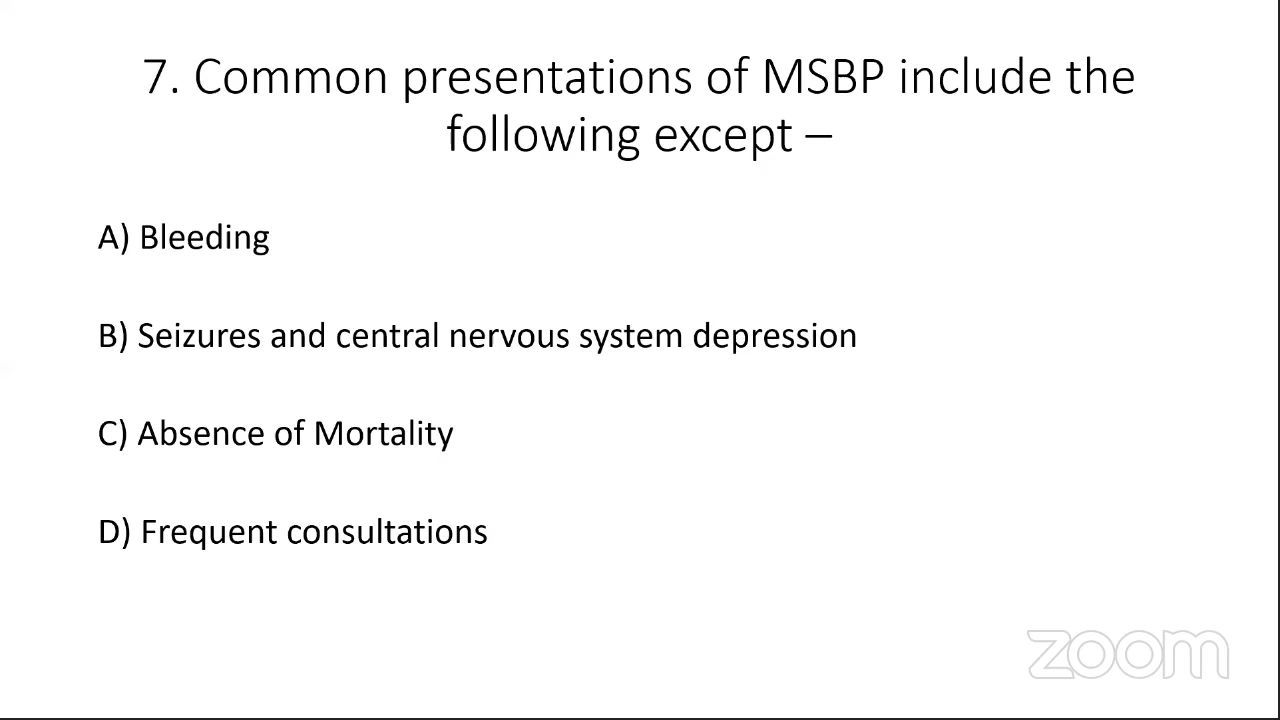 7. Common presentations of MSBP include the
following except –
A) Bleeding
B) Seizures and central nervous system depression
C) Absence of Mortality
D) Frequent consultations
zoom